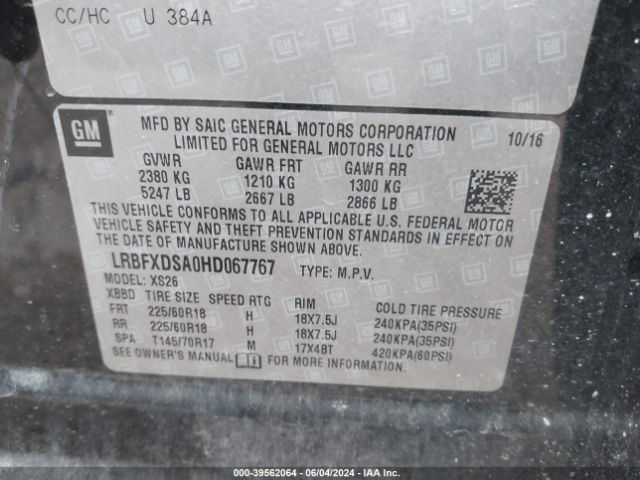 CC/HC U 384A
GM
MFD BY SAIC GENERAL MOTORS CORPORATION 10/16
LIMITED FOR GENERAL MOTORS LLC
GVWR GAWR FRT GAWR RR
2380 KG 1210 KG 1300 KG
5247 LB 2667 LB 2866 LB
THIS VEHICLE CONFORMS TO ALL APPLICABLE U.S. FEDERAL MOTOR
VEHICLE SAFETY AND THEFT PREVENTION STANDARDS IN EFFECT ON
THE DATE OF MANUFACTURE SHOWN ABOVE.
LRBFXDSA0HD067767 TYPE: M.P.V.
MODEL: XS26
XBBD TIRE SIZE SPEED RTG RIM COLD TIRE PRESSURE
FRT 225/60R18 H 18X7.5J 240KPA(35PSI)
RR 225/60R18 H 18X7.5J 240KPA(35PSI)
SPA T145/70R17 M 17X4BT 420KPA(60PSI)
SEE OWNER'S MANUAL FOR MORE INFORMATION.
000-39562064 - 06/04/2024 - IAA Inc.